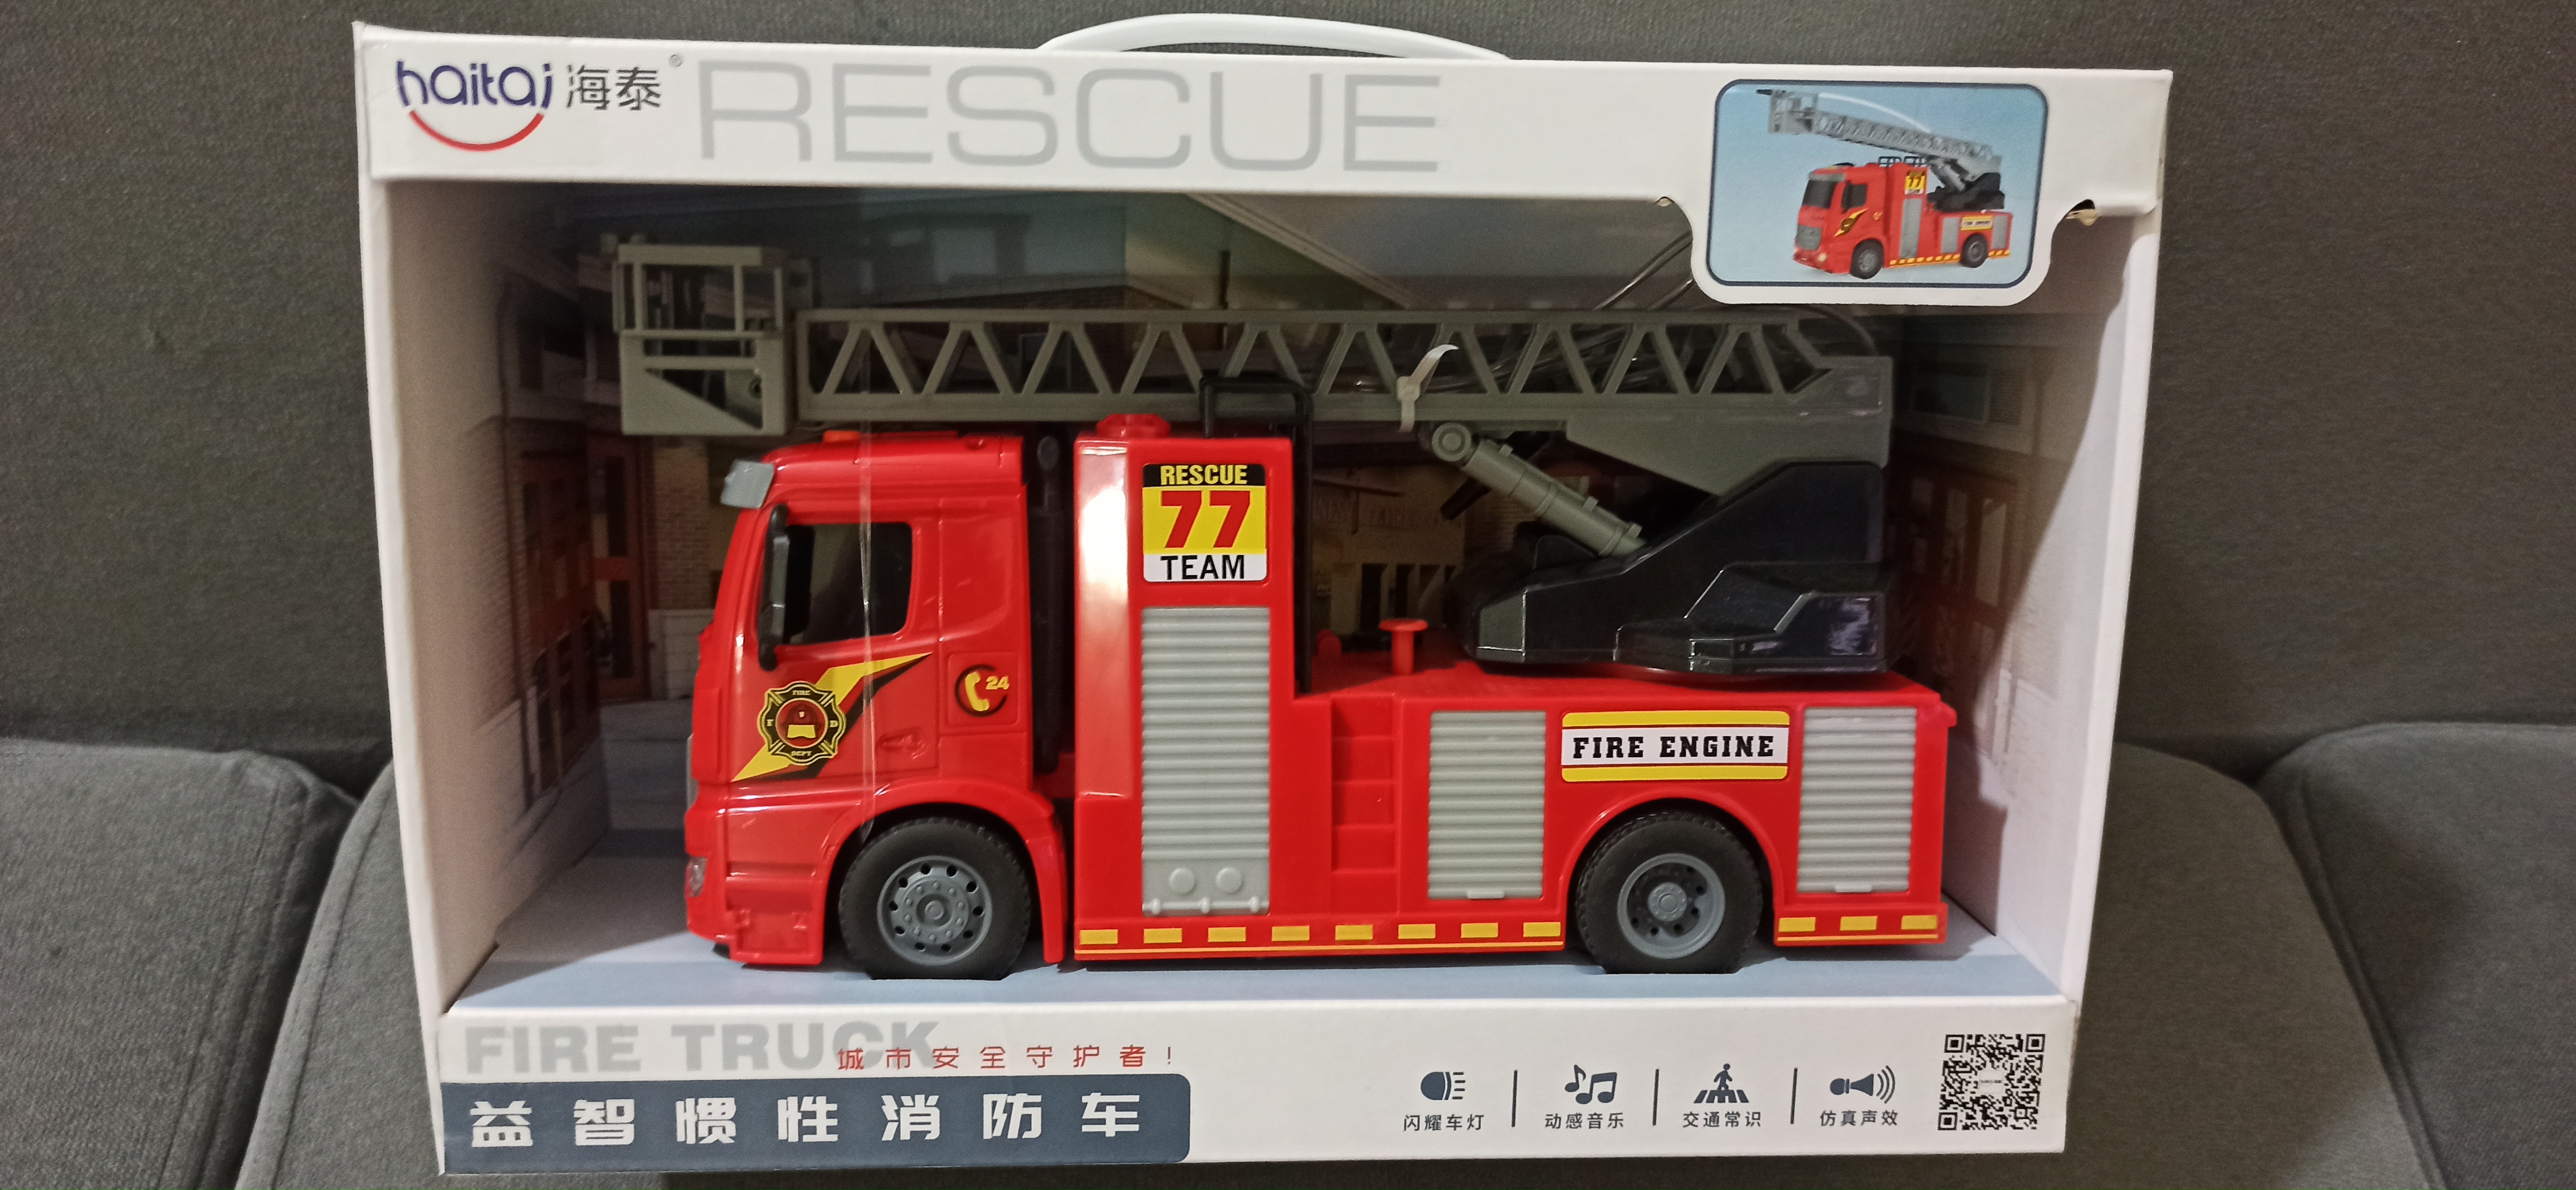 haitai 海泰®
RESCUE
RESCUE
77
TEAM
24
FIRE
F D
DEPT
FIRE ENGINE
FIRE TRUCK
城市安全守护者!
益智惯性消防车
闪耀车灯
动感音乐
交通常识
仿真声效